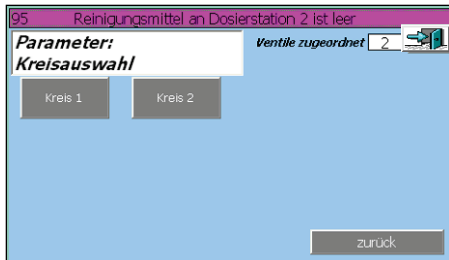 95 Reinigungsmittel an Dosierstation 2 ist leer
Parameter:
Kreisauswahl
Ventile zugeordnet 2
Kreis 1 Kreis 2
zurück